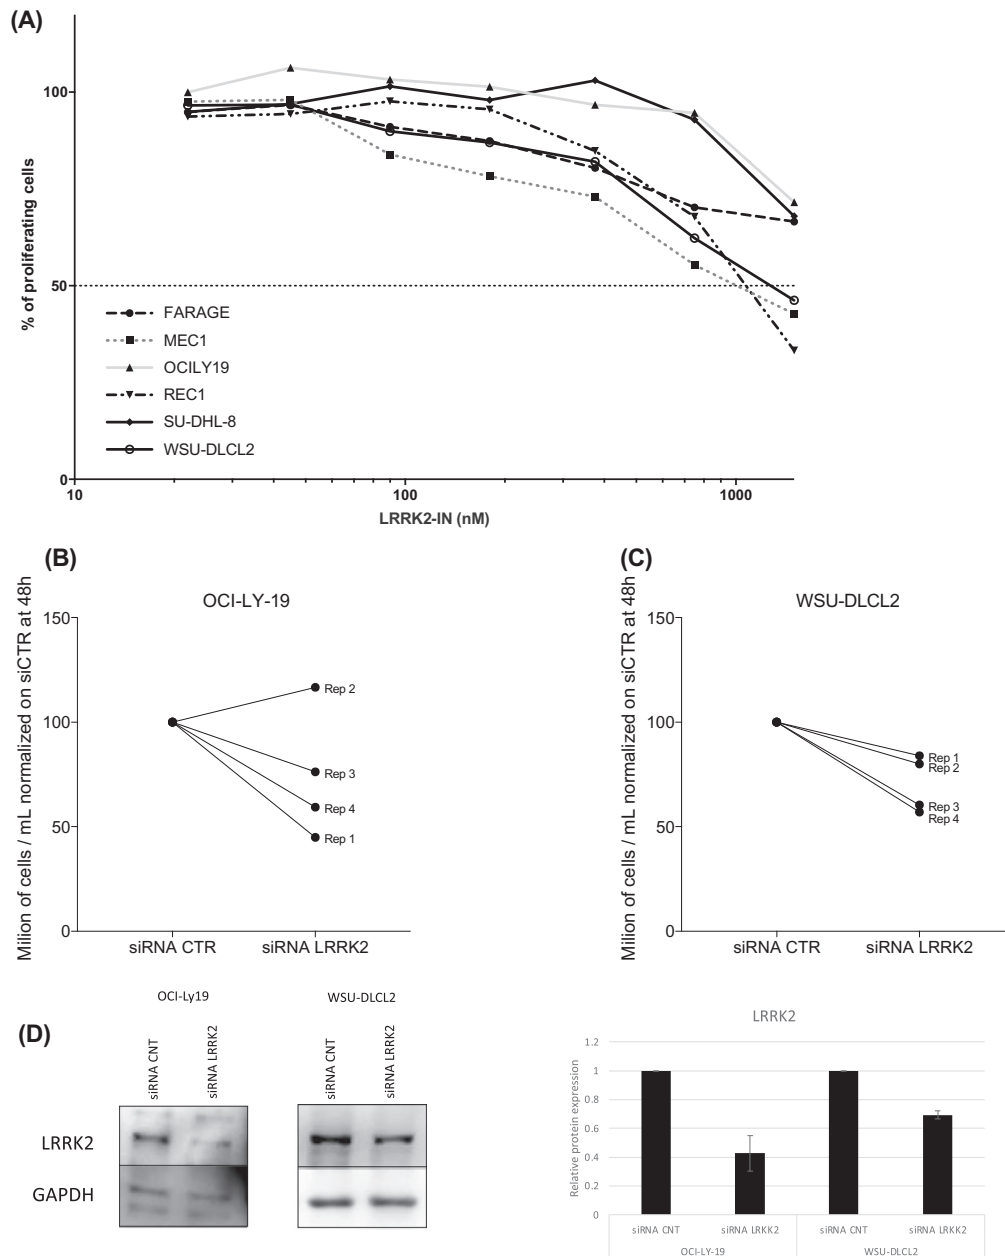 (A)
100
50
0
% of proliferating cells
FARAGE
MEC1
OCILY19
REC1
SU-DHL-8
WSU-DLCL2
10
100
1000
LRRK2-IN (nM)
(B)
OCI-LY-19
Milion of cells / mL normalized on siCTR at 48h
150
100
50
0
Rep 2
Rep 3
Rep 4
Rep 1
siRNA CTR
siRNA LRRK2
(C)
WSU-DLCL2
Milion of cells / mL normalized on siCTR at 48h
150
100
50
0
Rep 1
Rep 2
Rep 3
Rep 4
siRNA CTR
siRNA LRRK2
(D)
OCI-Ly19
WSU-DLCL2
siRNA CNT
siRNA LRRK2
siRNA CNT
siRNA LRRK2
LRRK2
GAPDH
LRRK2
Relative protein expression
1.2
1
0.8
0.6
0.4
0.2
0
siRNA CNT
siRNA LRKK2
siRNA CNT
siRNA LRKK2
OCI-LY-19
WSU-DLCL2